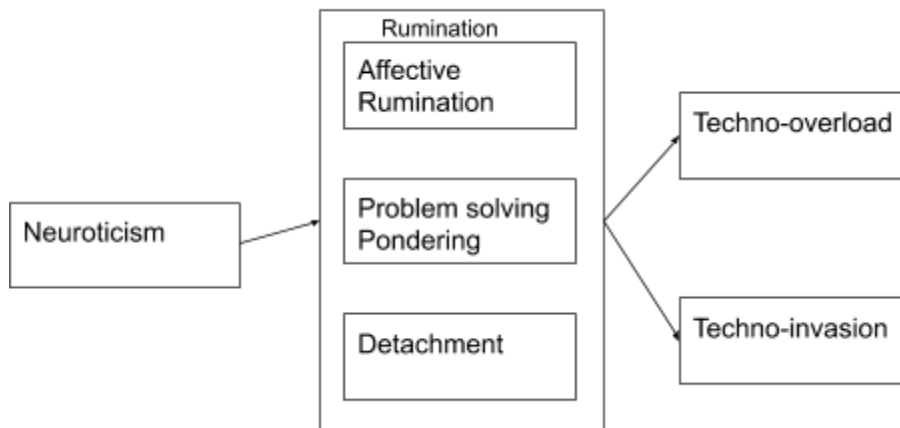 Rumination
Affective
Rumination
Techno-overload
Problem solving
Pondering
Neuroticism
Techno-invasion
Detachment